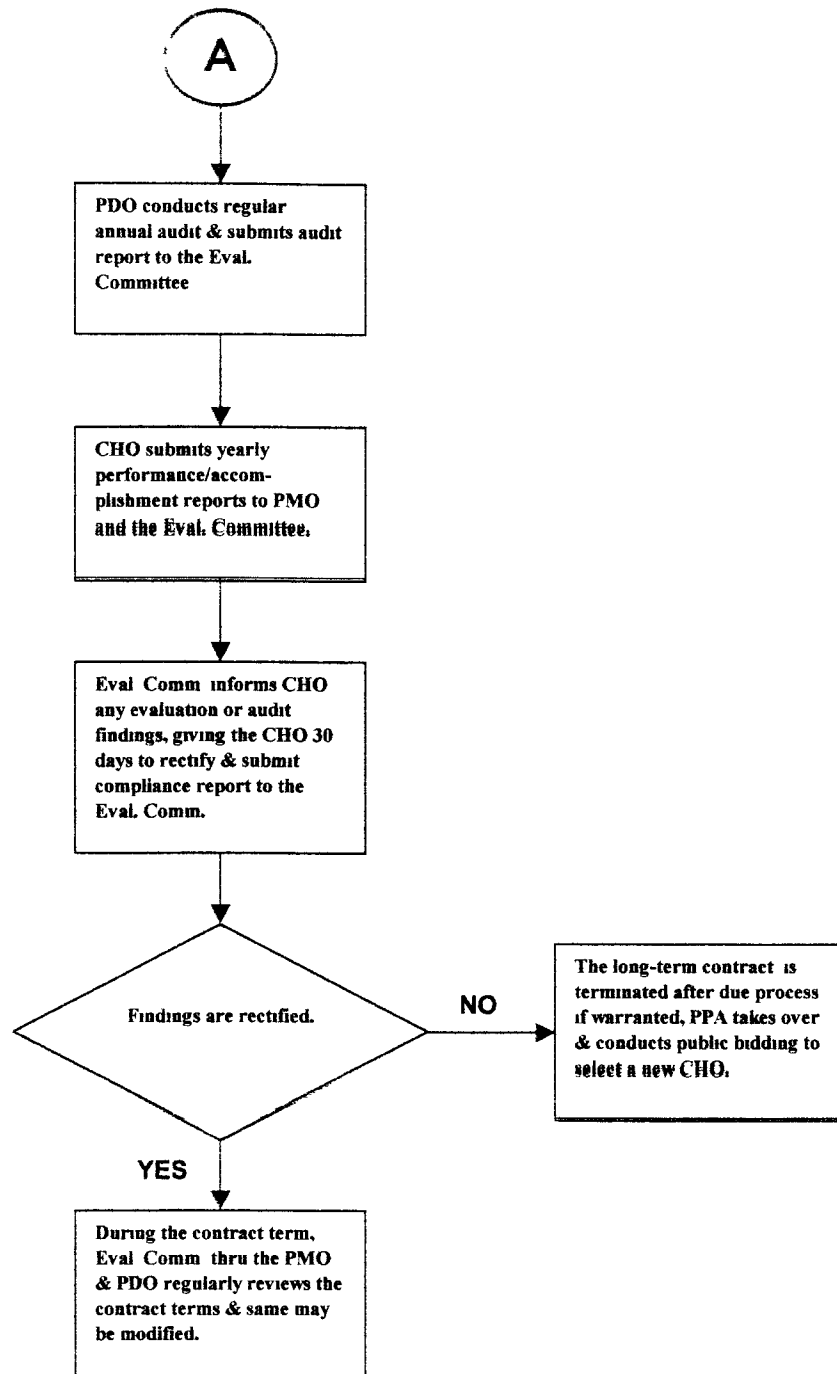 A
PDO conducts regular
annual audit & submits audit
report to the Eval.
Committee
CHO submits yearly
performance/accom-
plishment reports to PMO
and the Eval. Committee.
Eval Comm informs CHO
any evaluation or audit
findings, giving the CHO 30
days to rectify & submit
compliance report to the
Eval. Comm.
Findings are rectified.
NO
The long-term contract is
terminated after due process
if warranted, PPA takes over
& conducts public bidding to
select a new CHO.
YES
During the contract term,
Eval Comm thru the PMO
& PDO regularly reviews the
contract terms & same may
be modified.